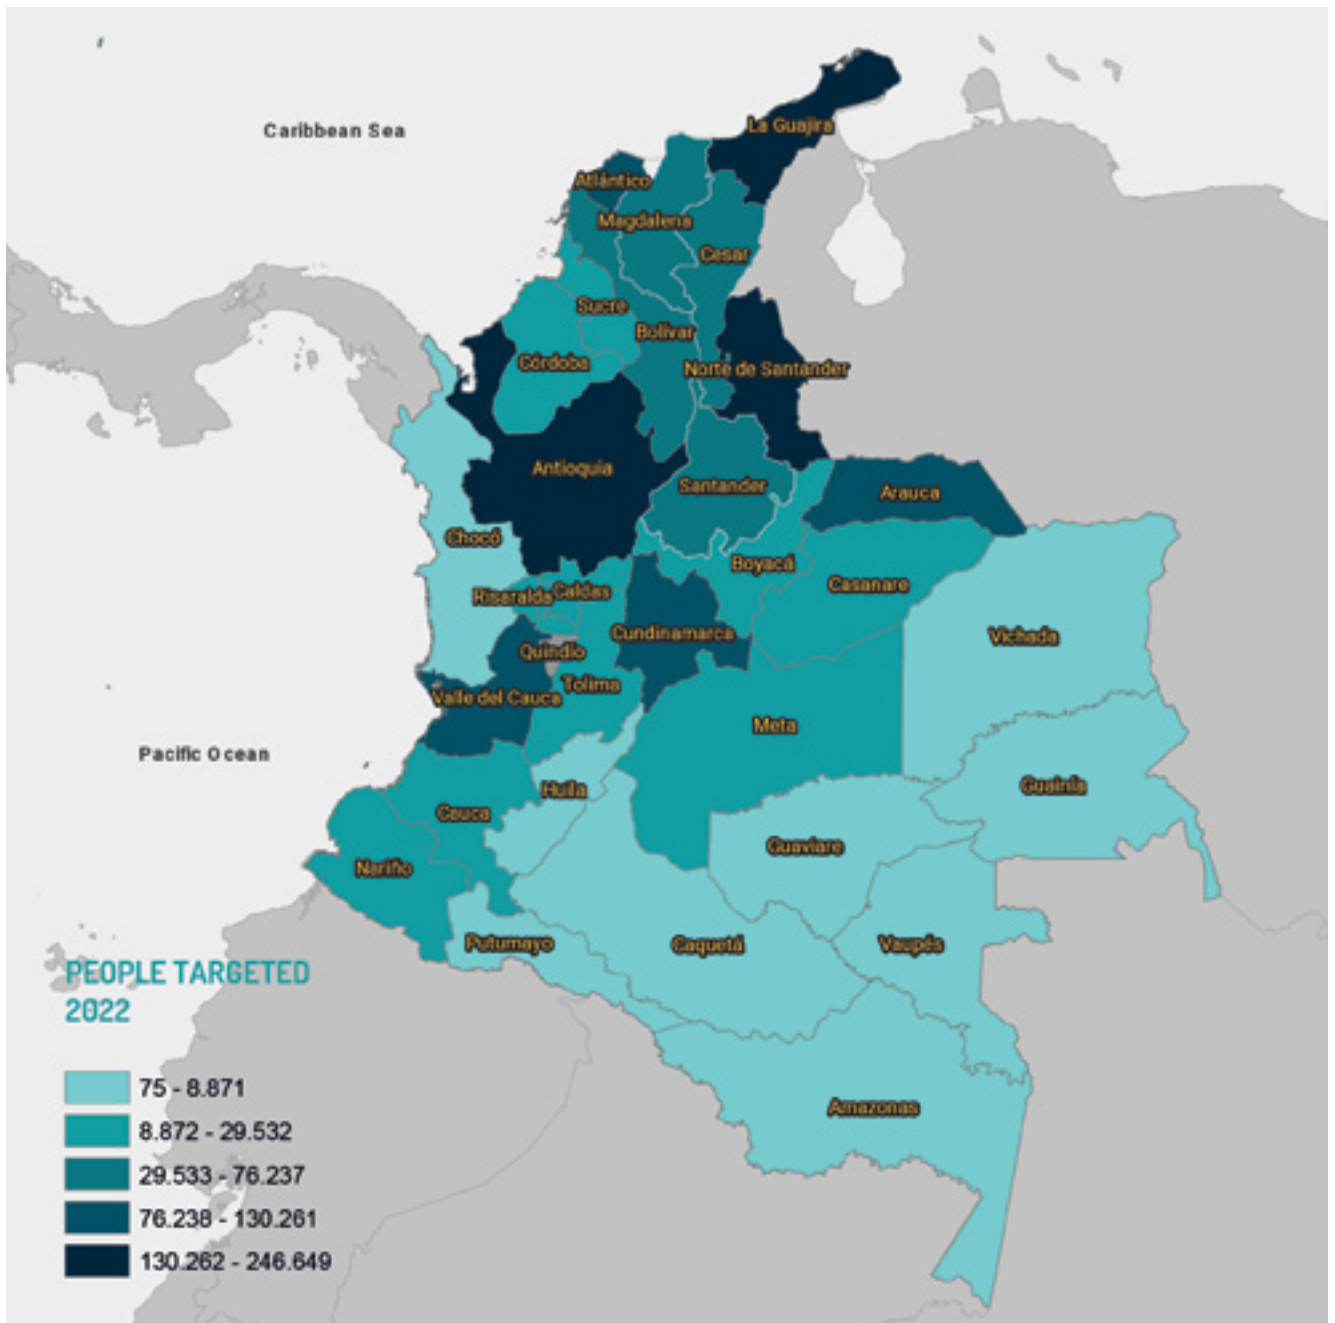 Caribbean Sea
La Guajira
Atlántico
Magdalena
Cesar
Sucre
Bolívar
Córdoba
Norte de Santander
Antioquia
Santander
Arauca
Chocó
Boyacá
Casanare
Risaralda
Caldas
Cundinamarca
Vichada
Quindío
Tolima
Valle del Cauca
Meta
Pacific Ocean
Huila
Guainía
Cauca
Guaviare
Nariño
Putumayo
Caquetá
Vaupés
Amazonas
PEOPLE TARGETED
2022
75 - 8.871
8.872 - 29.532
29.533 - 76.237
76.238 - 130.261
130.262 - 246.649